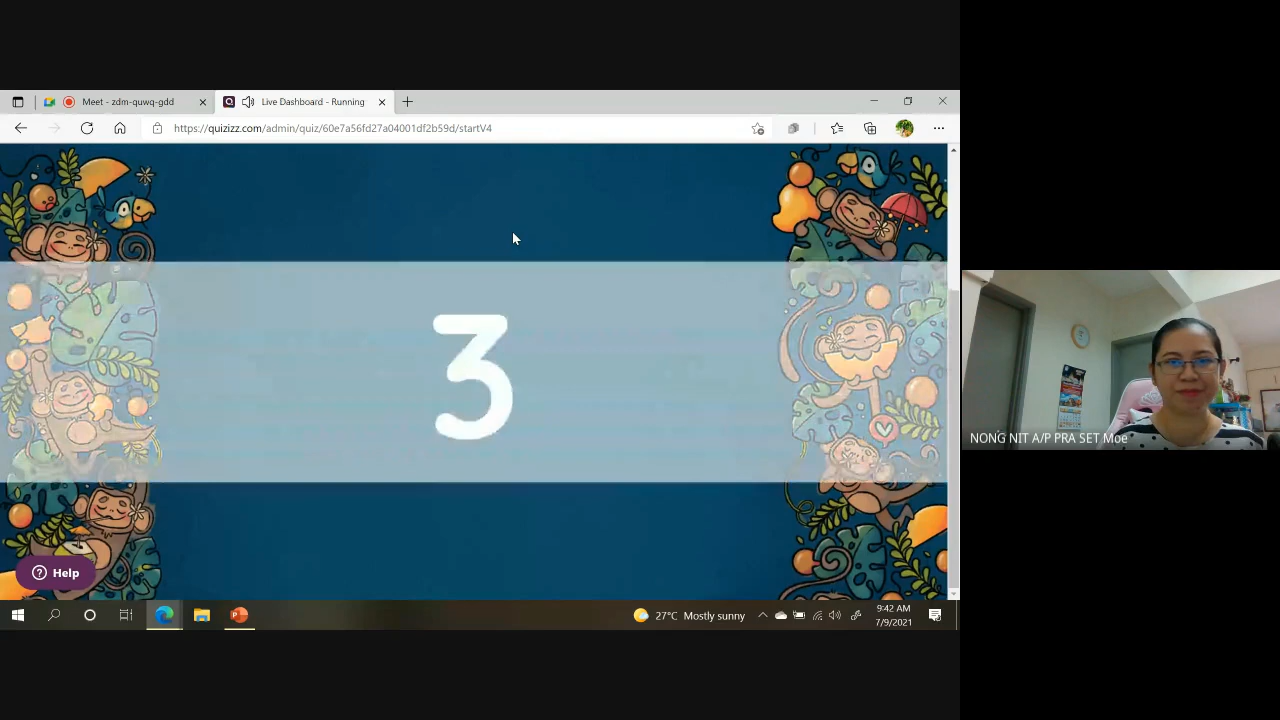 Meet - zdm-quwq-gdd
Live Dashboard - Running
https://quizizz.com/admin/quiz/60e7a56fd27a04001df2b59d/startV4
3
NONG NIT A/P PRA SET Moe
Help
27°C Mostly sunny
9:42 AM
7/9/2021